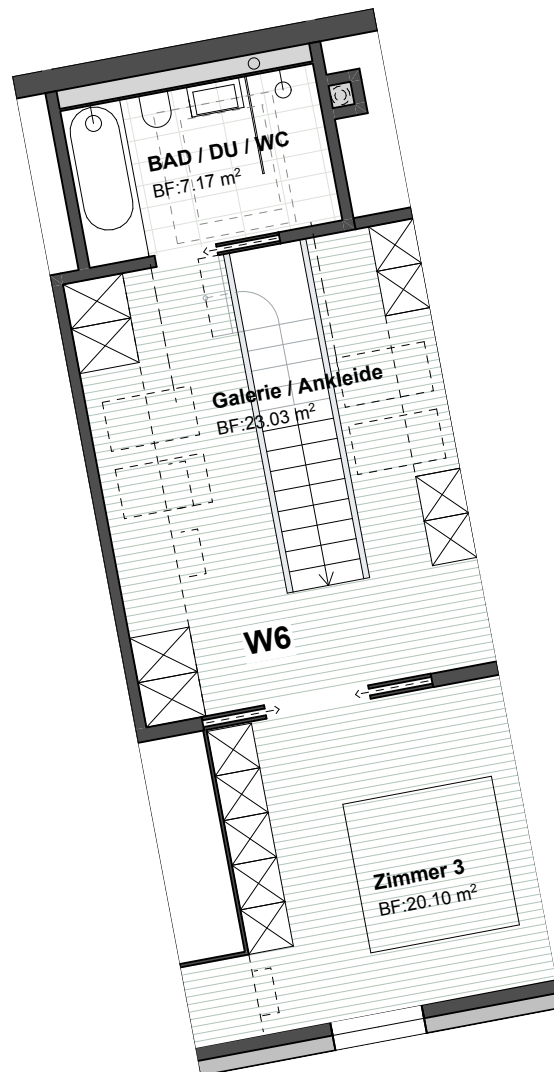 BAD / DU / WC
BF:7.17 m²
Galerie / Ankleide
BF:23.03 m²
W6
Zimmer 3
BF:20.10 m²